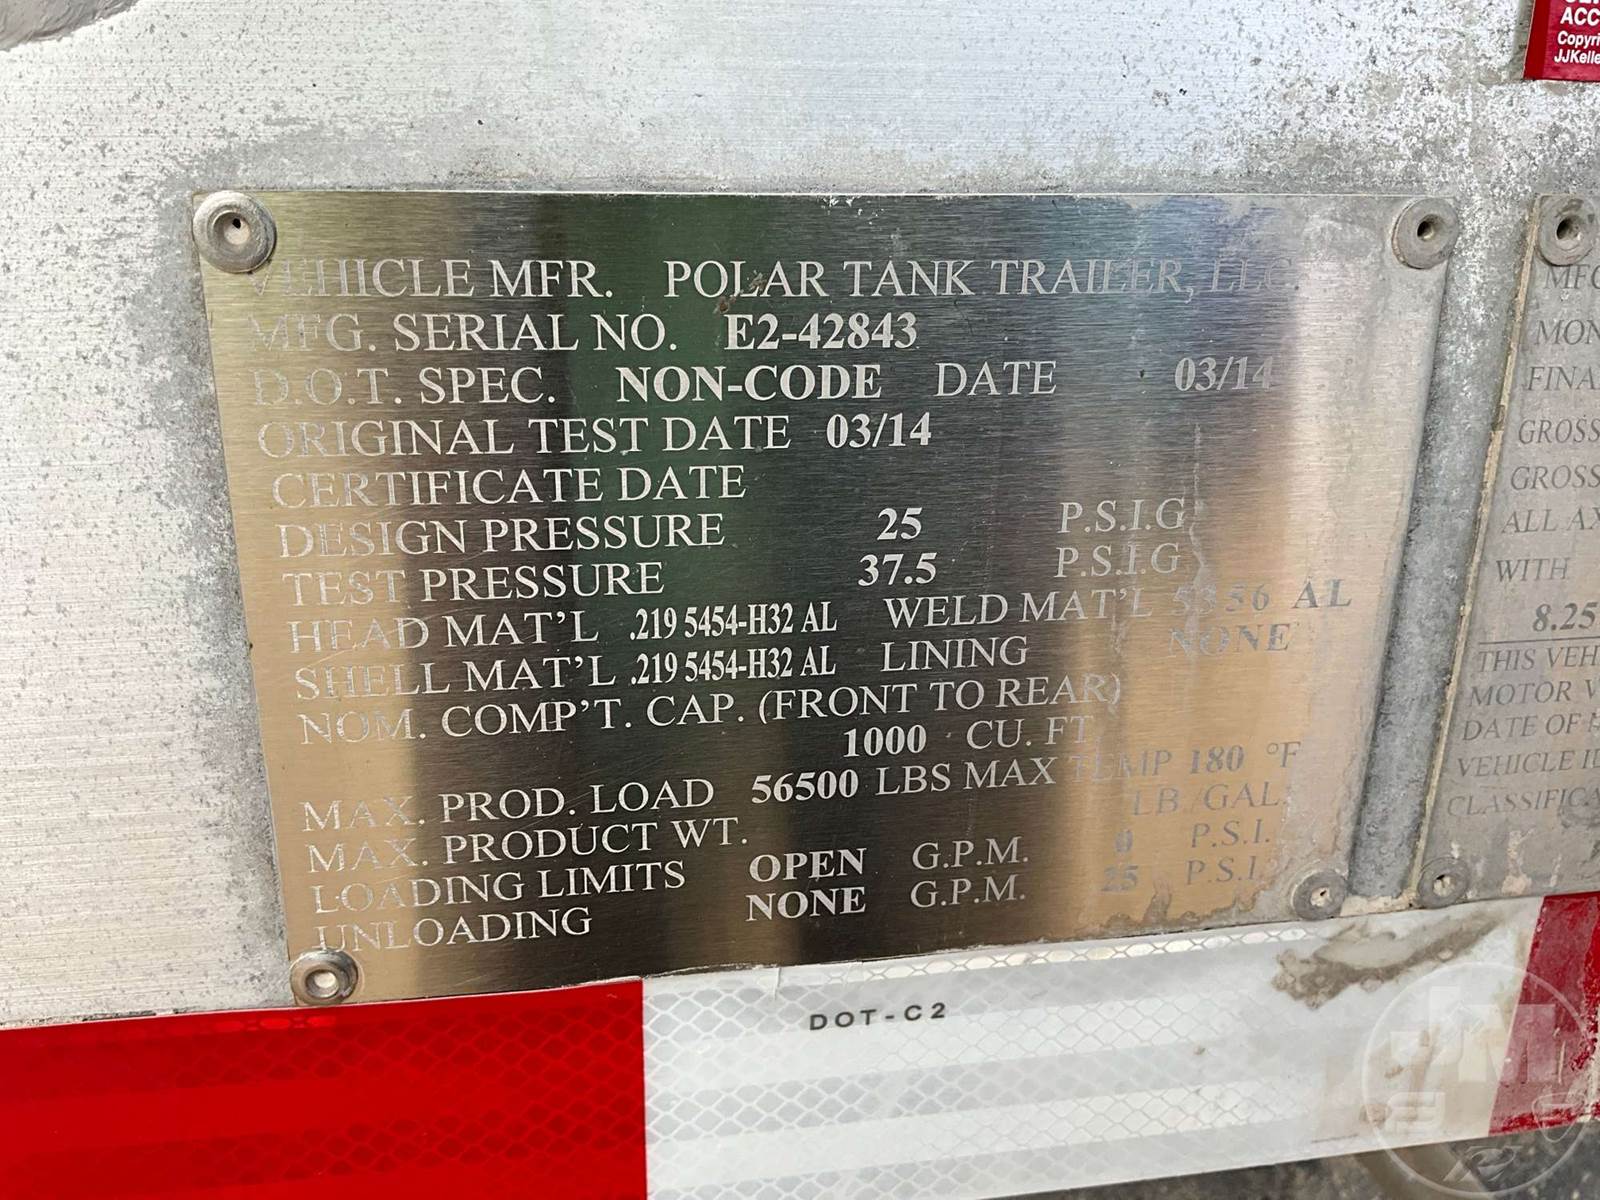 ACC
Copyri
JJKelle
VEHICLE MFR. POLAR TANK TRAILER, LLC.
MFG. SERIAL NO. E2-42843
D.O.T. SPEC. NON-CODE DATE 03/14
ORIGINAL TEST DATE 03/14
CERTIFICATE DATE
DESIGN PRESSURE 25 P.S.I.G
TEST PRESSURE 37.5 P.S.I.G
HEAD MAT'L .219 5454-H32 AL WELD MAT'L 5356 AL
SHELL MAT'L .219 5454-H32 AL LINING NONE
NOM. COMP'T. CAP. (FRONT TO REAR)
1000 CU. FT.
MAX. PROD. LOAD 56500 LBS MAX TEMP 180 °F
MAX. PRODUCT WT. LB./GAL.
LOADING LIMITS OPEN G.P.M. 0 P.S.I.
UNLOADING NONE G.P.M. 25 P.S.I.
MFG
MON
FINA
GROSS
GROSS
ALL AX
WITH
8.25
THIS VEH
MOTOR V
DATE OF
VEHICLE I
CLASSIFICA
DOT-C2